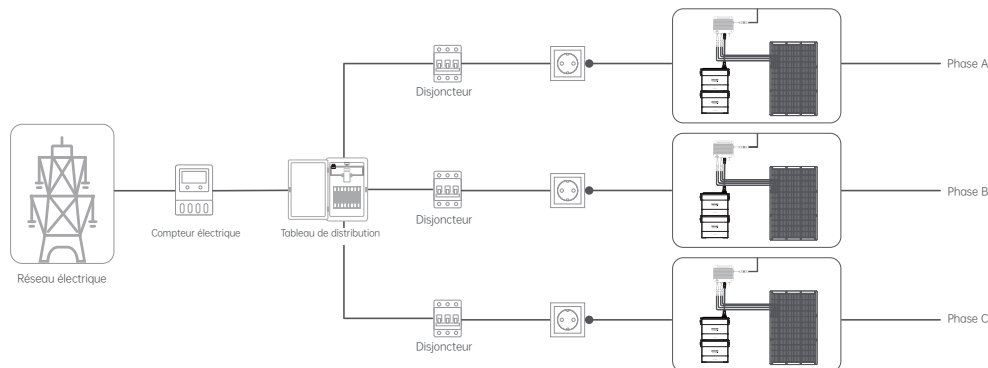 Disjoncteur
Phase A
Disjoncteur
Phase B
Compteur électrique
Tableau de distribution
Réseau électrique
Disjoncteur
Phase C